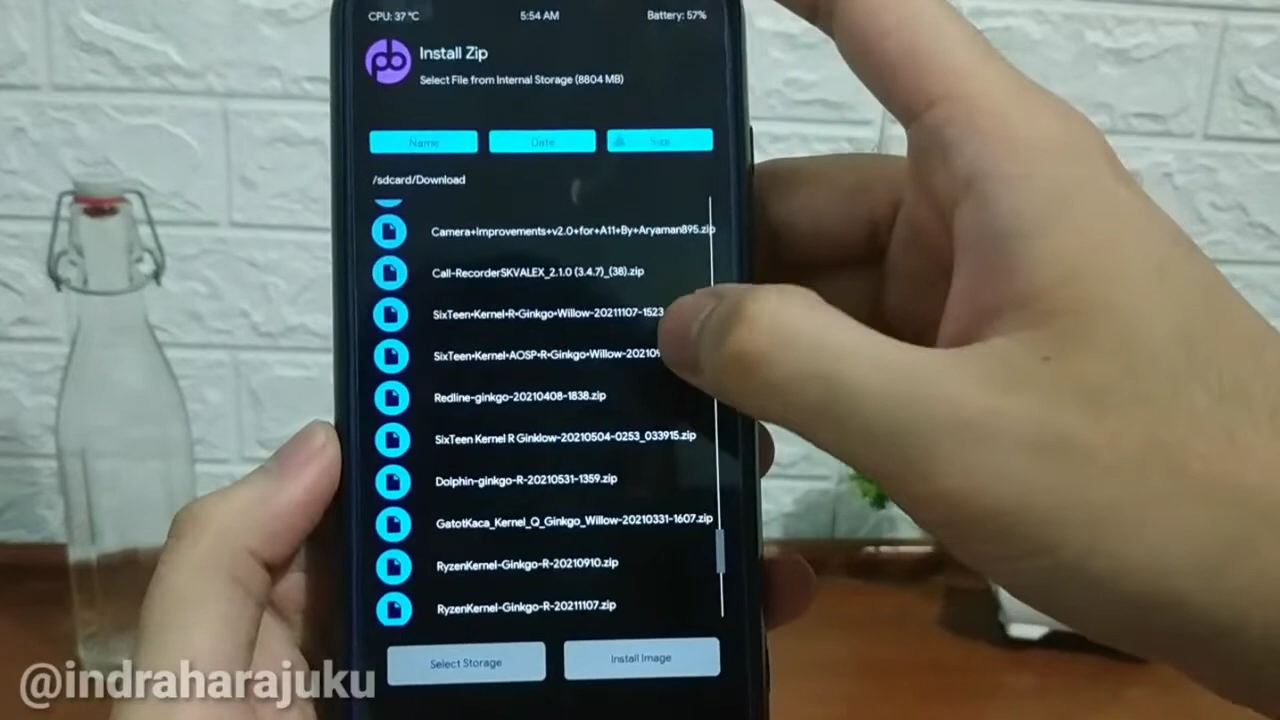 CPU: 37 °C 5:54 AM Battery: 57%
pb
Install Zip
Select File from Internal Storage (8804 MB)
Name Date Size
/sdcard/Download
Camera+Improvements+v2.0+for+A11+By+Aryaman895.zip
Call-RecorderSKVALEX_2.1.0 (3.4.7)_(38).zip
SixTeen•Kernel•R•Ginkgo•Willow-20211107-1523
SixTeen•Kernel•AOSP•R•Ginkgo•Willow-202109
Redline-ginkgo-20210408-1838.zip
SixTeen Kernel R Ginklow-20210504-0253_033915.zip
Dolphin-ginkgo-R-20210531-1359.zip
GatotKaca_Kernel_Q_Ginkgo_Willow-20210331-1607.zip
RyzenKernel-Ginkgo-R-20210910.zip
RyzenKernel-Ginkgo-R-20211107.zip
Select Storage Install Image
@indraharajuku